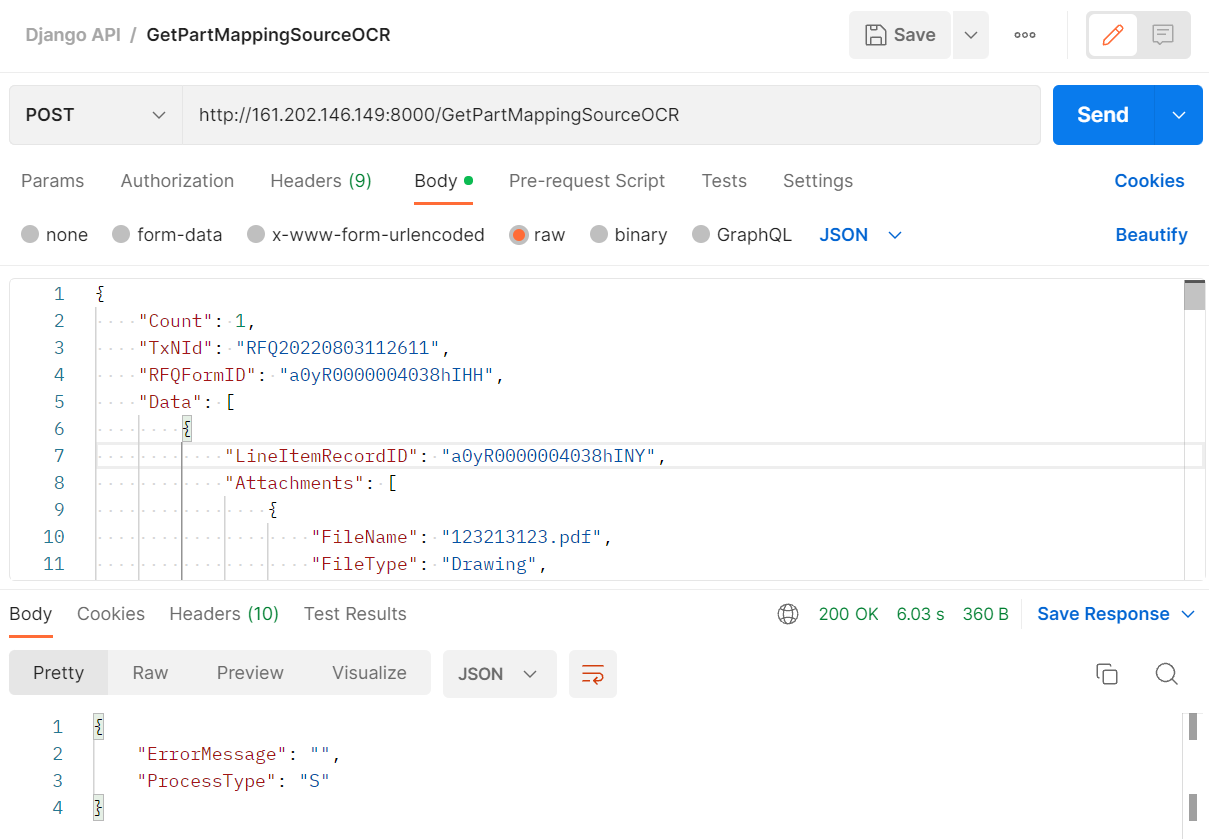 Django API / GetPartMappingSourceOCR
Save
POST
http://161.202.146.149:8000/GetPartMappingSourceOCR
Send
Params Authorization Headers (9) Body Pre-request Script Tests Settings Cookies
none form-data x-www-form-urlencoded raw binary GraphQL JSON Beautify
1 {
2 "Count": 1,
3 "TxNId": "RFQ20220803112611",
4 "RFQFormID": "a0yR0000004038hIHH",
5 "Data": [
6 {
7 "LineItemRecordID": "a0yR0000004038hINY",
8 "Attachments": [
9 {
10 "FileName": "123213123.pdf",
11 "FileType": "Drawing",
Body Cookies Headers (10) Test Results 200 OK 6.03 s 360 B Save Response
Pretty Raw Preview Visualize JSON
1 {
2 "ErrorMessage": "",
3 "ProcessType": "S"
4 }